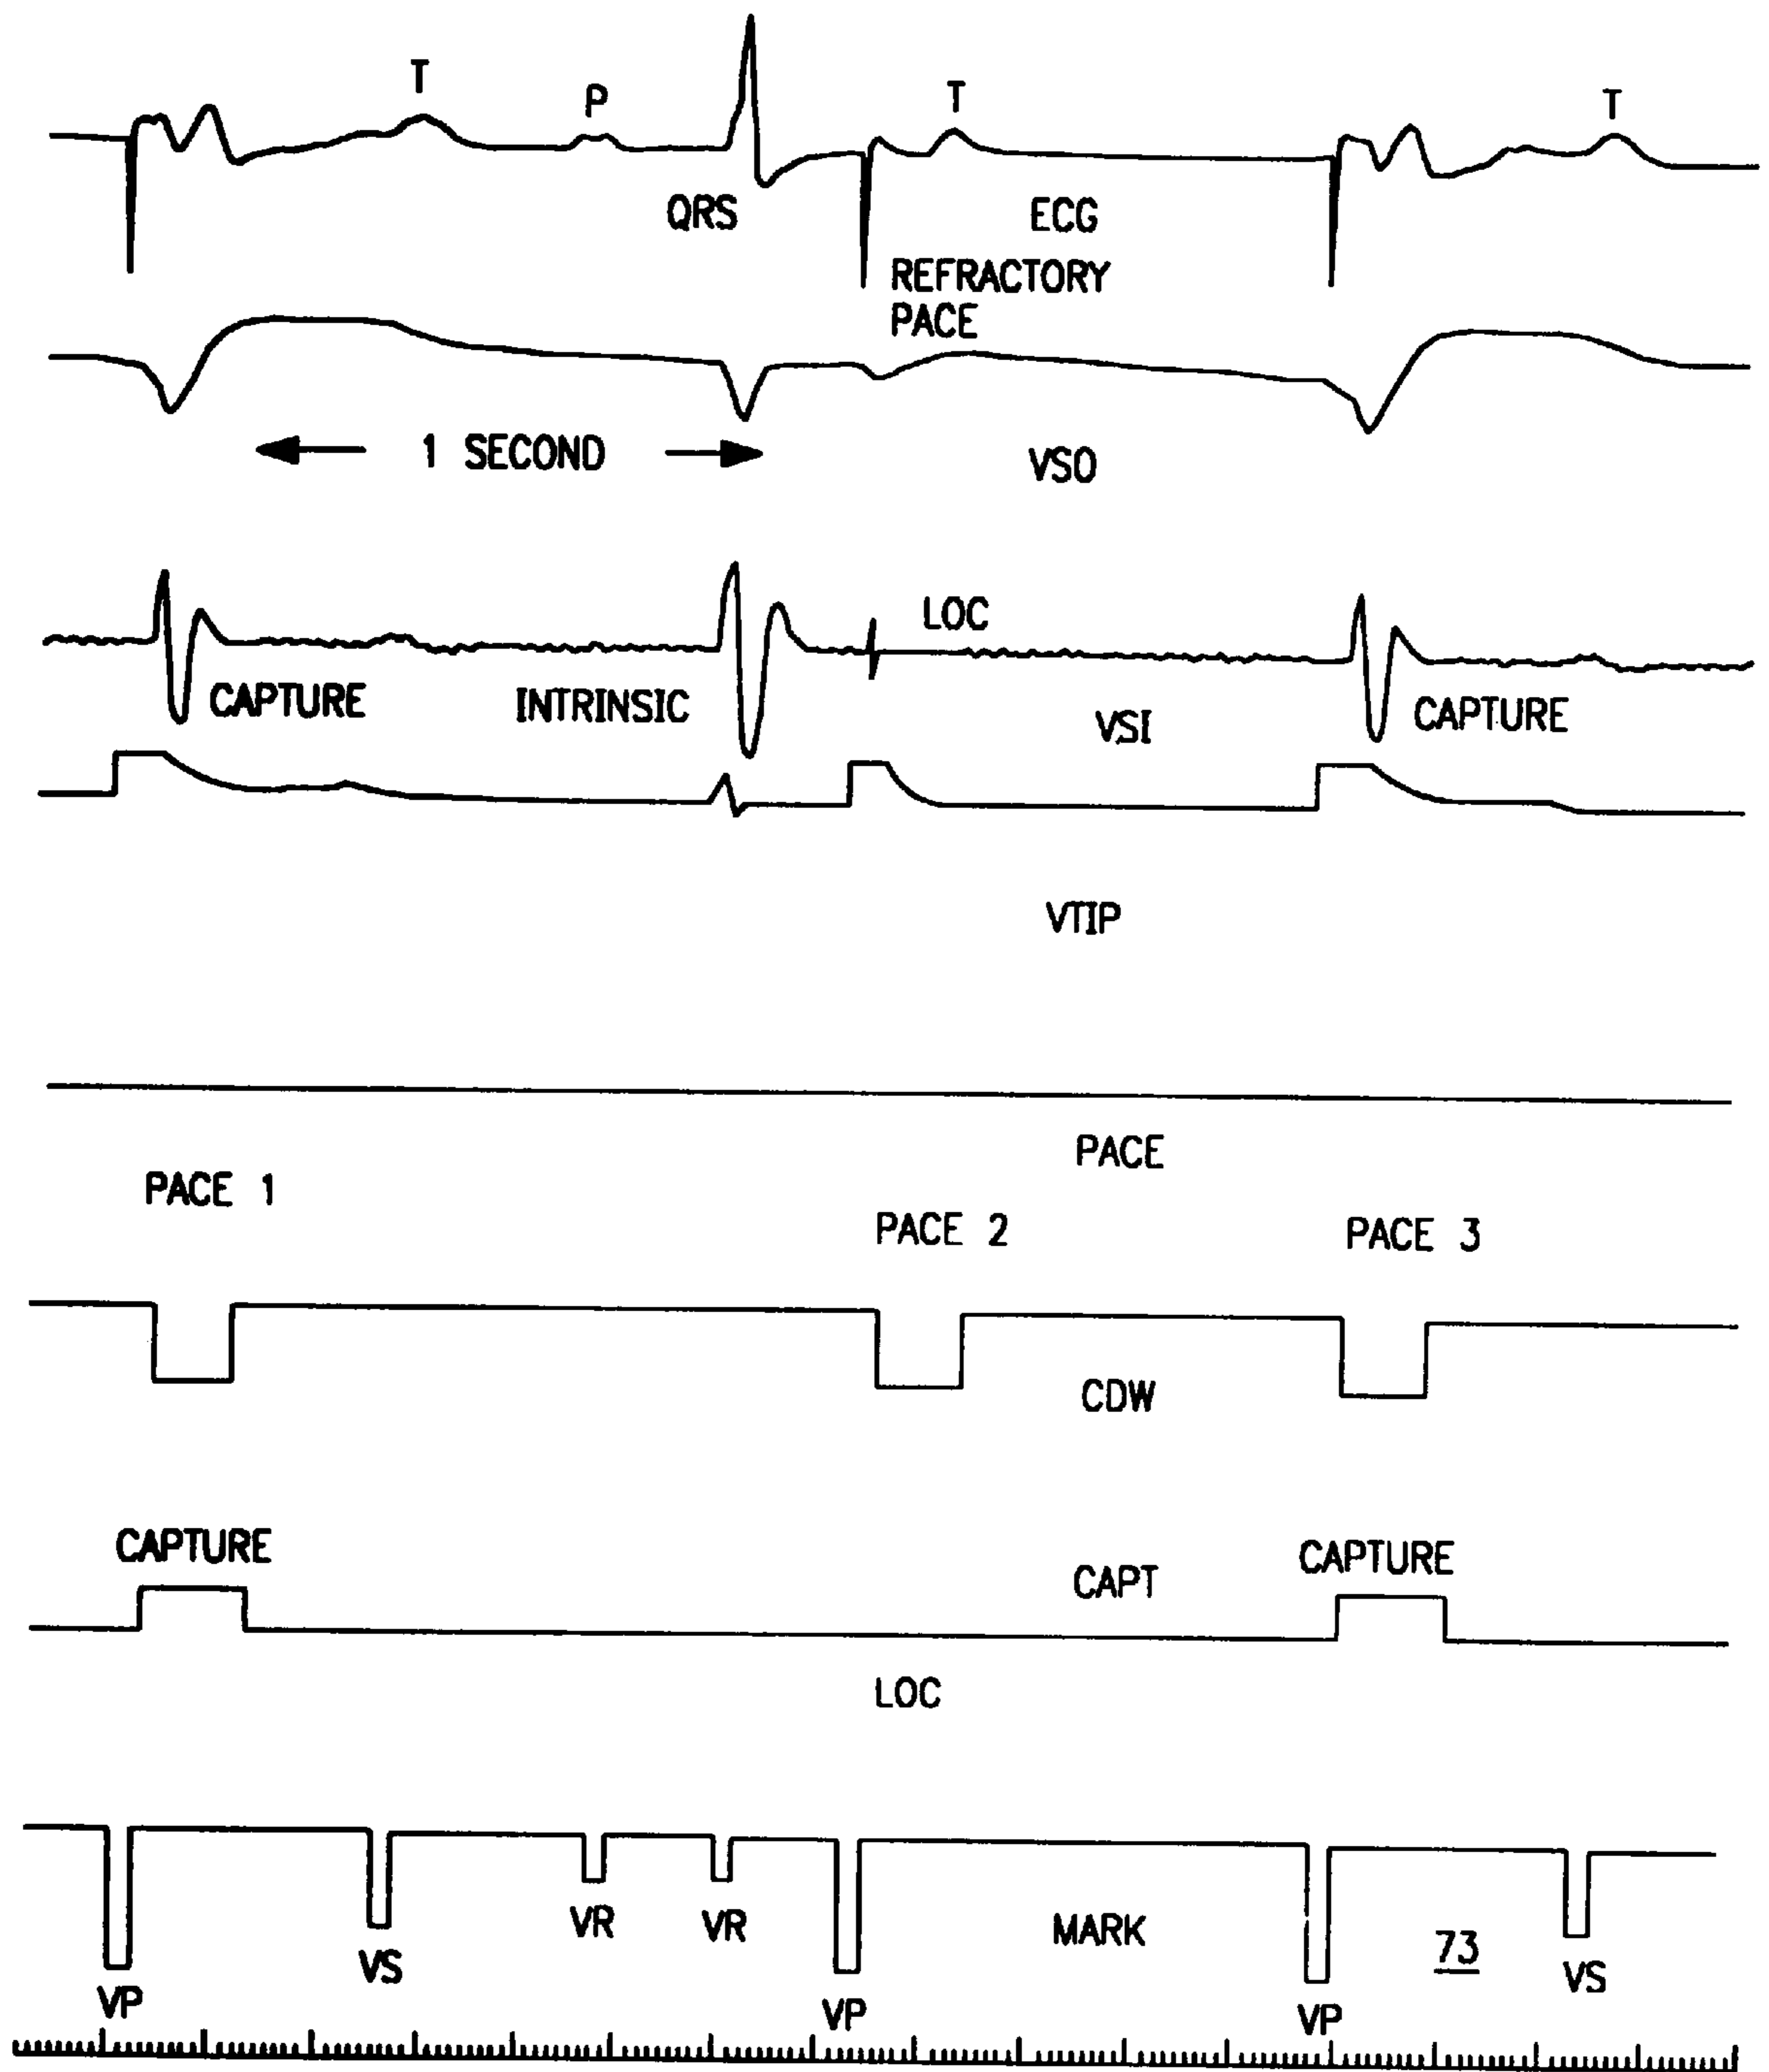 T
P
T
T
QRS
ECG
REFRACTORY
PACE
1 SECOND
VSO
LOC
CAPTURE
INTRINSIC
VSI
CAPTURE
VTIP
PACE
PACE 1
PACE 2
PACE 3
CDW
CAPTURE
CAPT
CAPTURE
LOC
VR
VR
MARK
73
VS
VS
VP
VP
VP